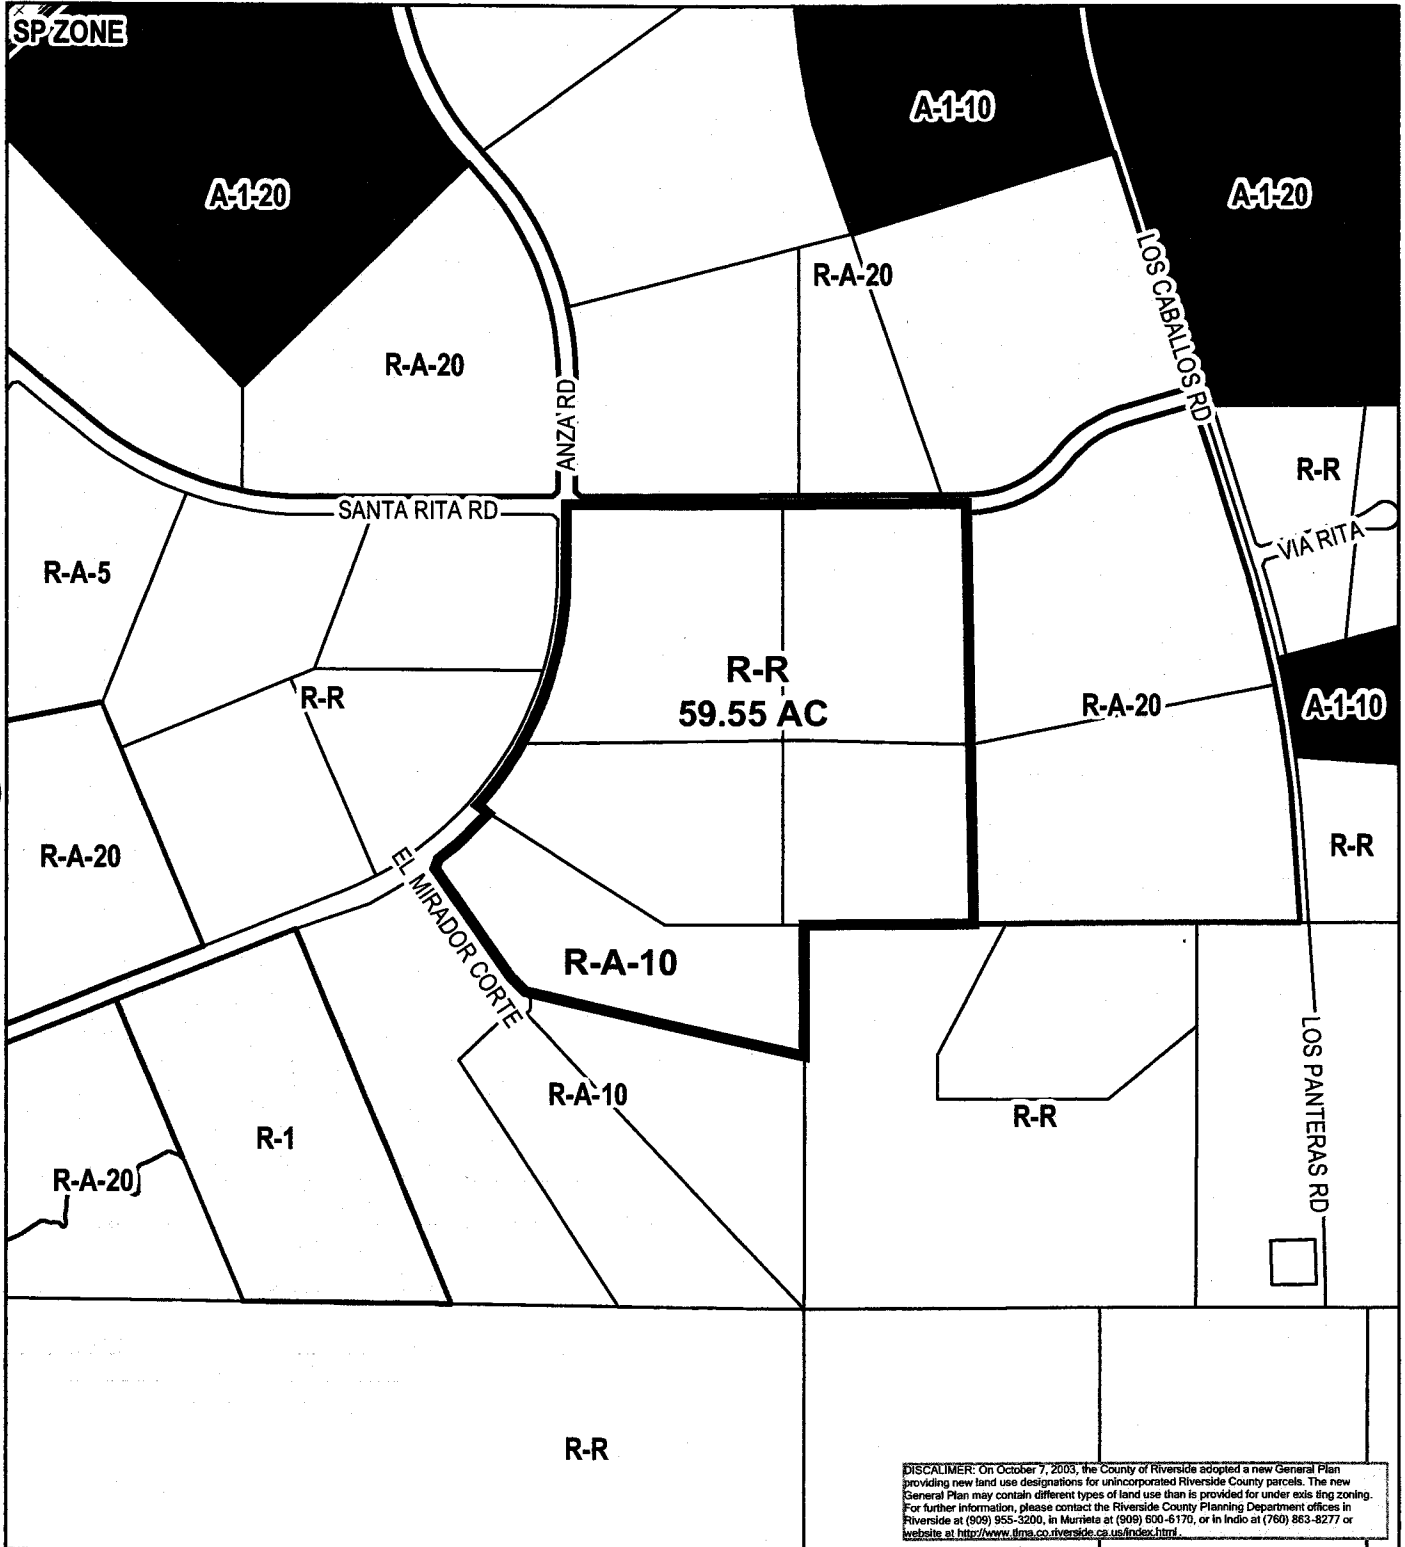 SP ZONE
A-1-10
A-1-20
A-1-20
R-A-20
LOS CABALLOS RD
R-A-20
ANZA RD
R-R
SANTA RITA RD
VIA RITA
R-A-5
R-R
59.55 AC
R-R
R-A-20
A-1-10
R-A-20
R-R
EL MIRADOR CORTE
R-A-10
R-A-10
LOS PANTERAS RD
R-R
R-1
R-A-20
R-R
DISCALIMER: On October 7, 2003, the County of Riverside adopted a new General Plan
providing new land use designations for unincorporated Riverside County parcels. The new
General Plan may contain different types of land use than is provided for under existing zoning.
For further information, please contact the Riverside County Planning Department offices in
Riverside at (909) 955-3200, in Murrieta at (909) 600-6170, or in Indio at (760) 863-8277 or
website at http://www.tlma.co.riverside.ca.us/index.html.